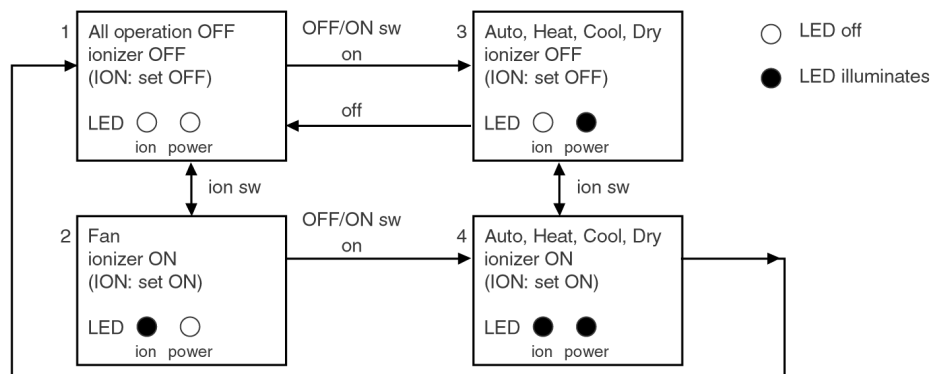 1
All operation OFF
ionizer OFF
(ION: set OFF)
LED
ion power
OFF/ON sw
on
off
3
Auto, Heat, Cool, Dry
ionizer OFF
(ION: set OFF)
LED
ion power
LED off
LED illuminates
ion sw
ion sw
2
Fan
ionizer ON
(ION: set ON)
LED
ion power
OFF/ON sw
on
4
Auto, Heat, Cool, Dry
ionizer ON
(ION: set ON)
LED
ion power